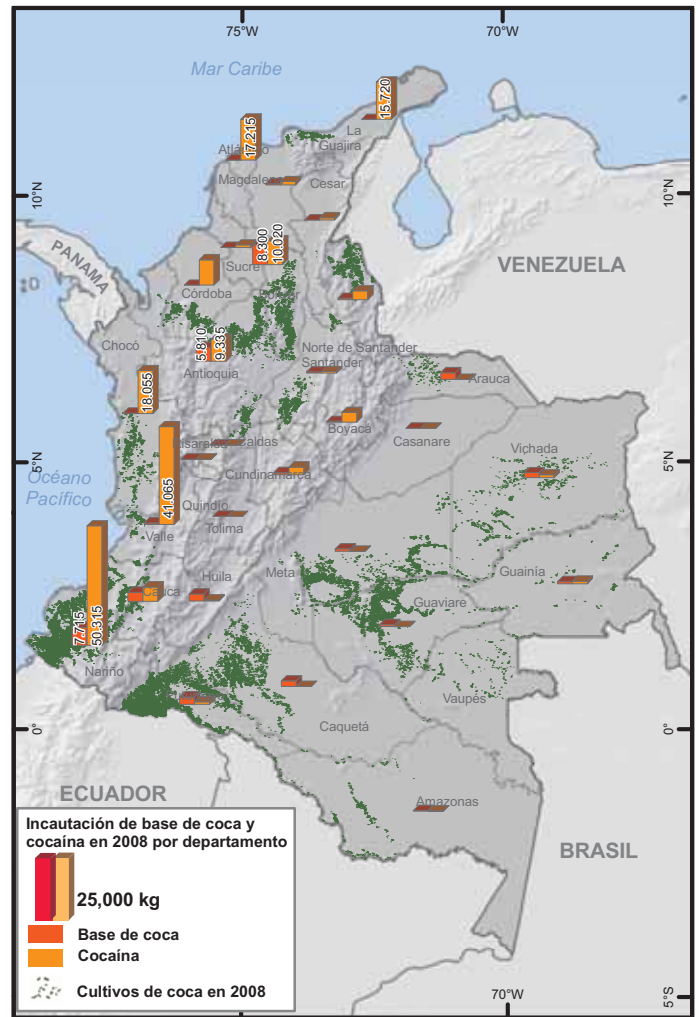 75°W
70°W
Mar Caribe
15.720
La
Guajira
17.215
Magdalena
Cesar
10°N
10°N
PANAMA
8.300
10.020
Sucre
VENEZUELA
Córdoba
Chocó
5.810
9.335
Norte de Santander
Santander
Antioquia
Arauca
18.055
Boyacá
Casanare
Vichada
Caldas
5°N
5°N
Océano
Pacífico
Cundinamarca
41.065
Quindío
Tolima
Valle
Huila
Meta
Guainía
Cauca
Guaviare
7.715
50.315
Nariño
Vaupés
0°
0°
Caquetá
ECUADOR
Amazonas
BRASIL
Incautación de base de coca y
cocaína en 2008 por departamento
25,000 kg
Base de coca
Cocaína
Cultivos de coca en 2008
70°W
5°S